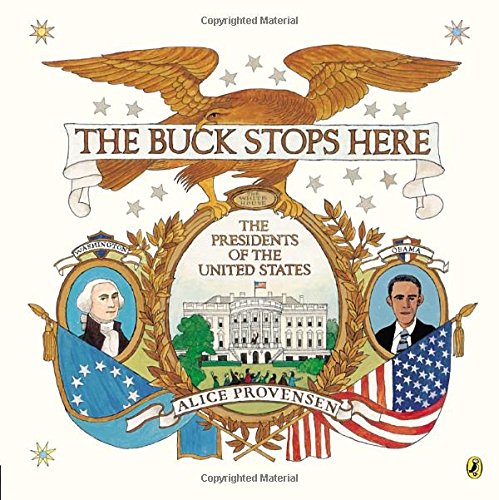 Copyrighted Material
THE BUCK STOPS HERE
THE
WHITE
HOUSE
THE
PRESIDENTS
OF THE
UNITED STATES
WASHINGTON
OBAMA
ALICE PROVENSEN
Copyrighted Material